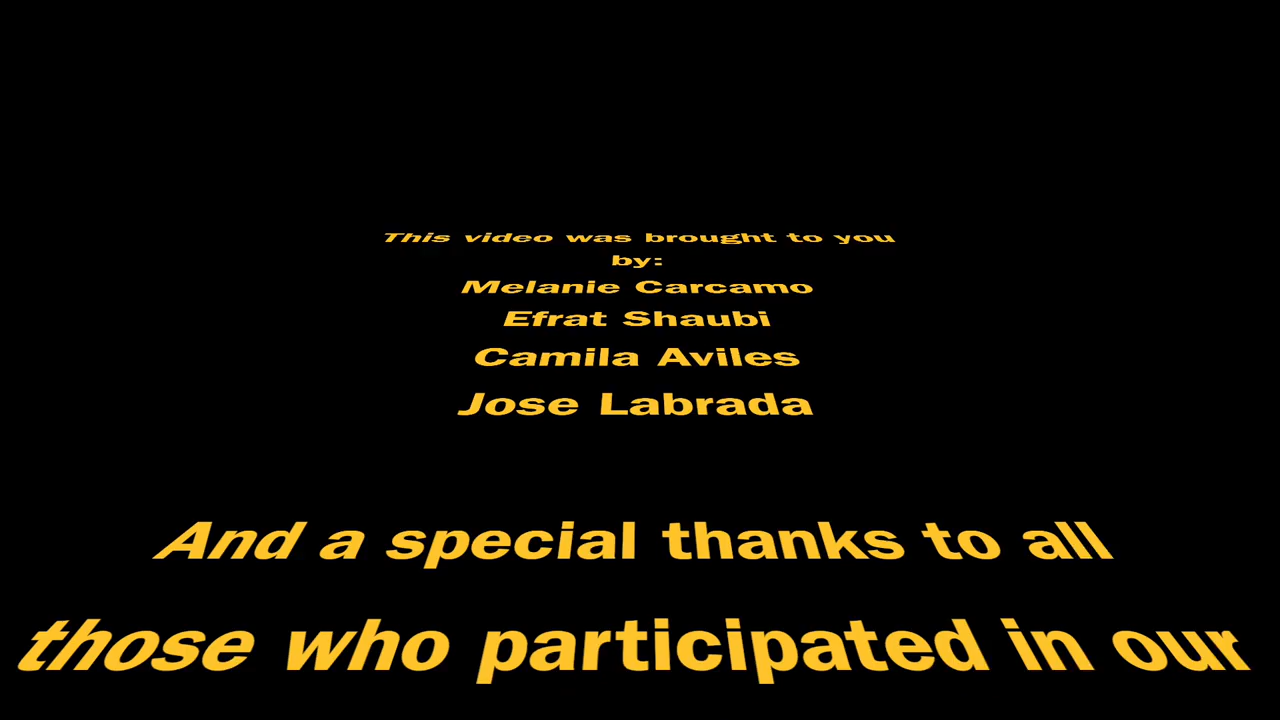 This video was brought to you
by:
Melanie Carcamo
Efrat Shaubi
Camila Aviles
Jose Labrada
And a special thanks to all
those who participated in our